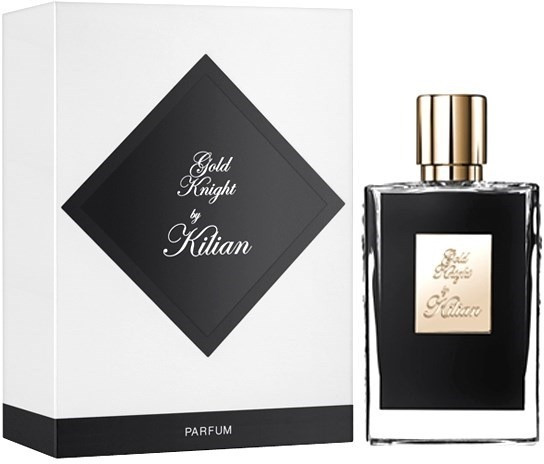 Gold
Knight
by
Kilian
PARFUM
Gold
Knight
by
Kilian